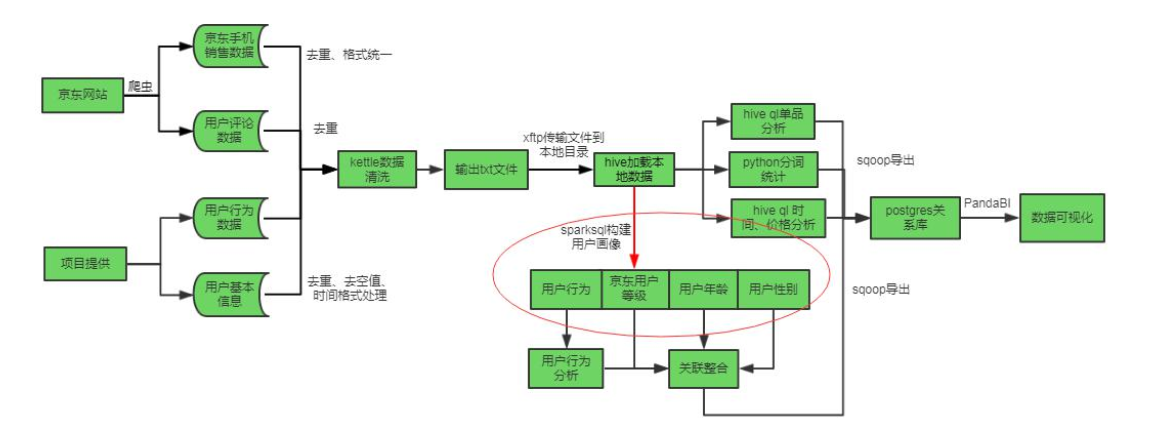 京东手机
销售数据
去重、格式统一
京东网站
爬虫
用户评论
数据
去重
kettle数据
清洗
输出txt文件
xftp传输文件到
本地目录
hive加载本
地数据
hive ql单品
分析
python分词
统计
hive ql 时
间、价格分析
sqoop导出
postgres关
系库
PandaBI
数据可视化
用户行为
数据
项目提供
用户基本
信息
去重、去空值、
时间格式处理
sparksql构建
用户画像
用户行为
京东用户
等级
用户年龄
用户性别
sqoop导出
用户行为
分析
关联整合